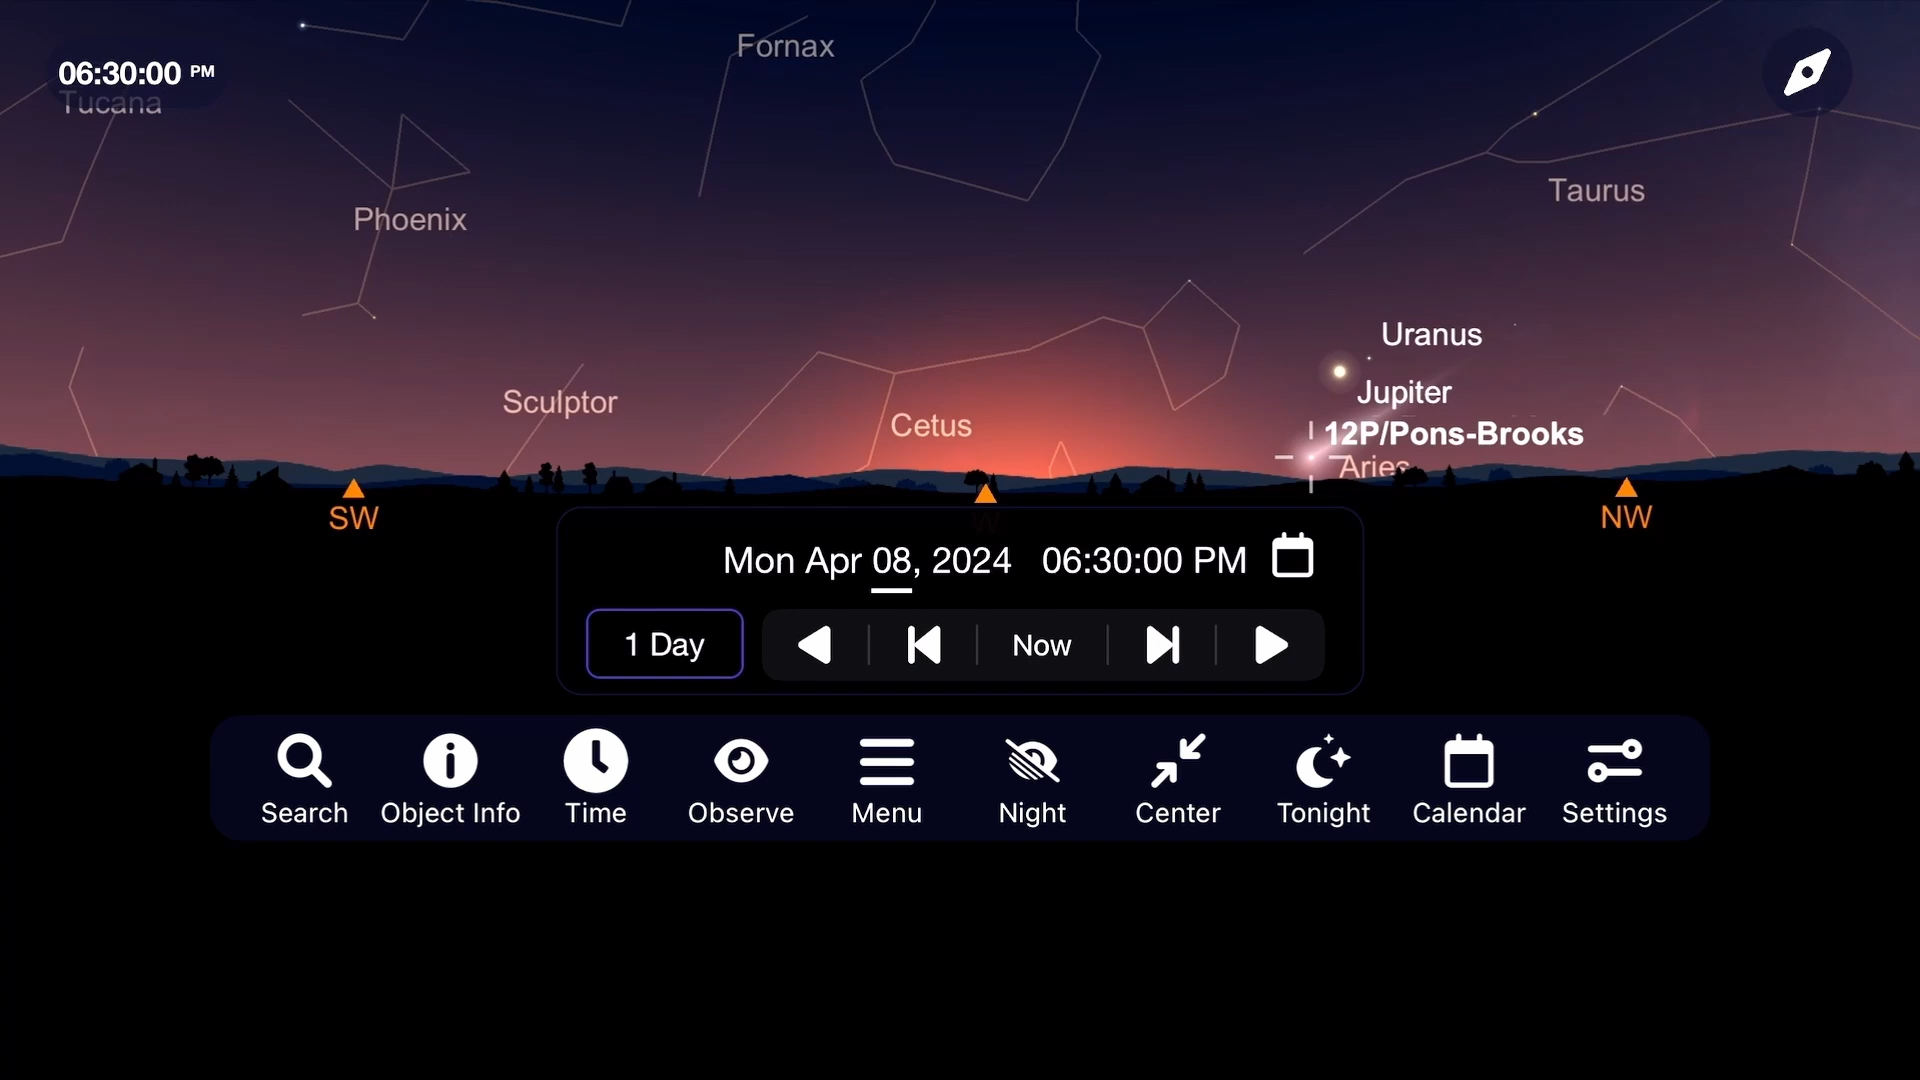 Fornax
06:30:00 PM
Tucana
Taurus
Phoenix
Uranus
Jupiter
Sculptor
Cetus
12P/Pons-Brooks
Aries
SW
W
NW
Mon Apr 08, 2024 06:30:00 PM
1 Day
Now
Search
Object Info
Time
Observe
Menu
Night
Center
Tonight
Calendar
Settings